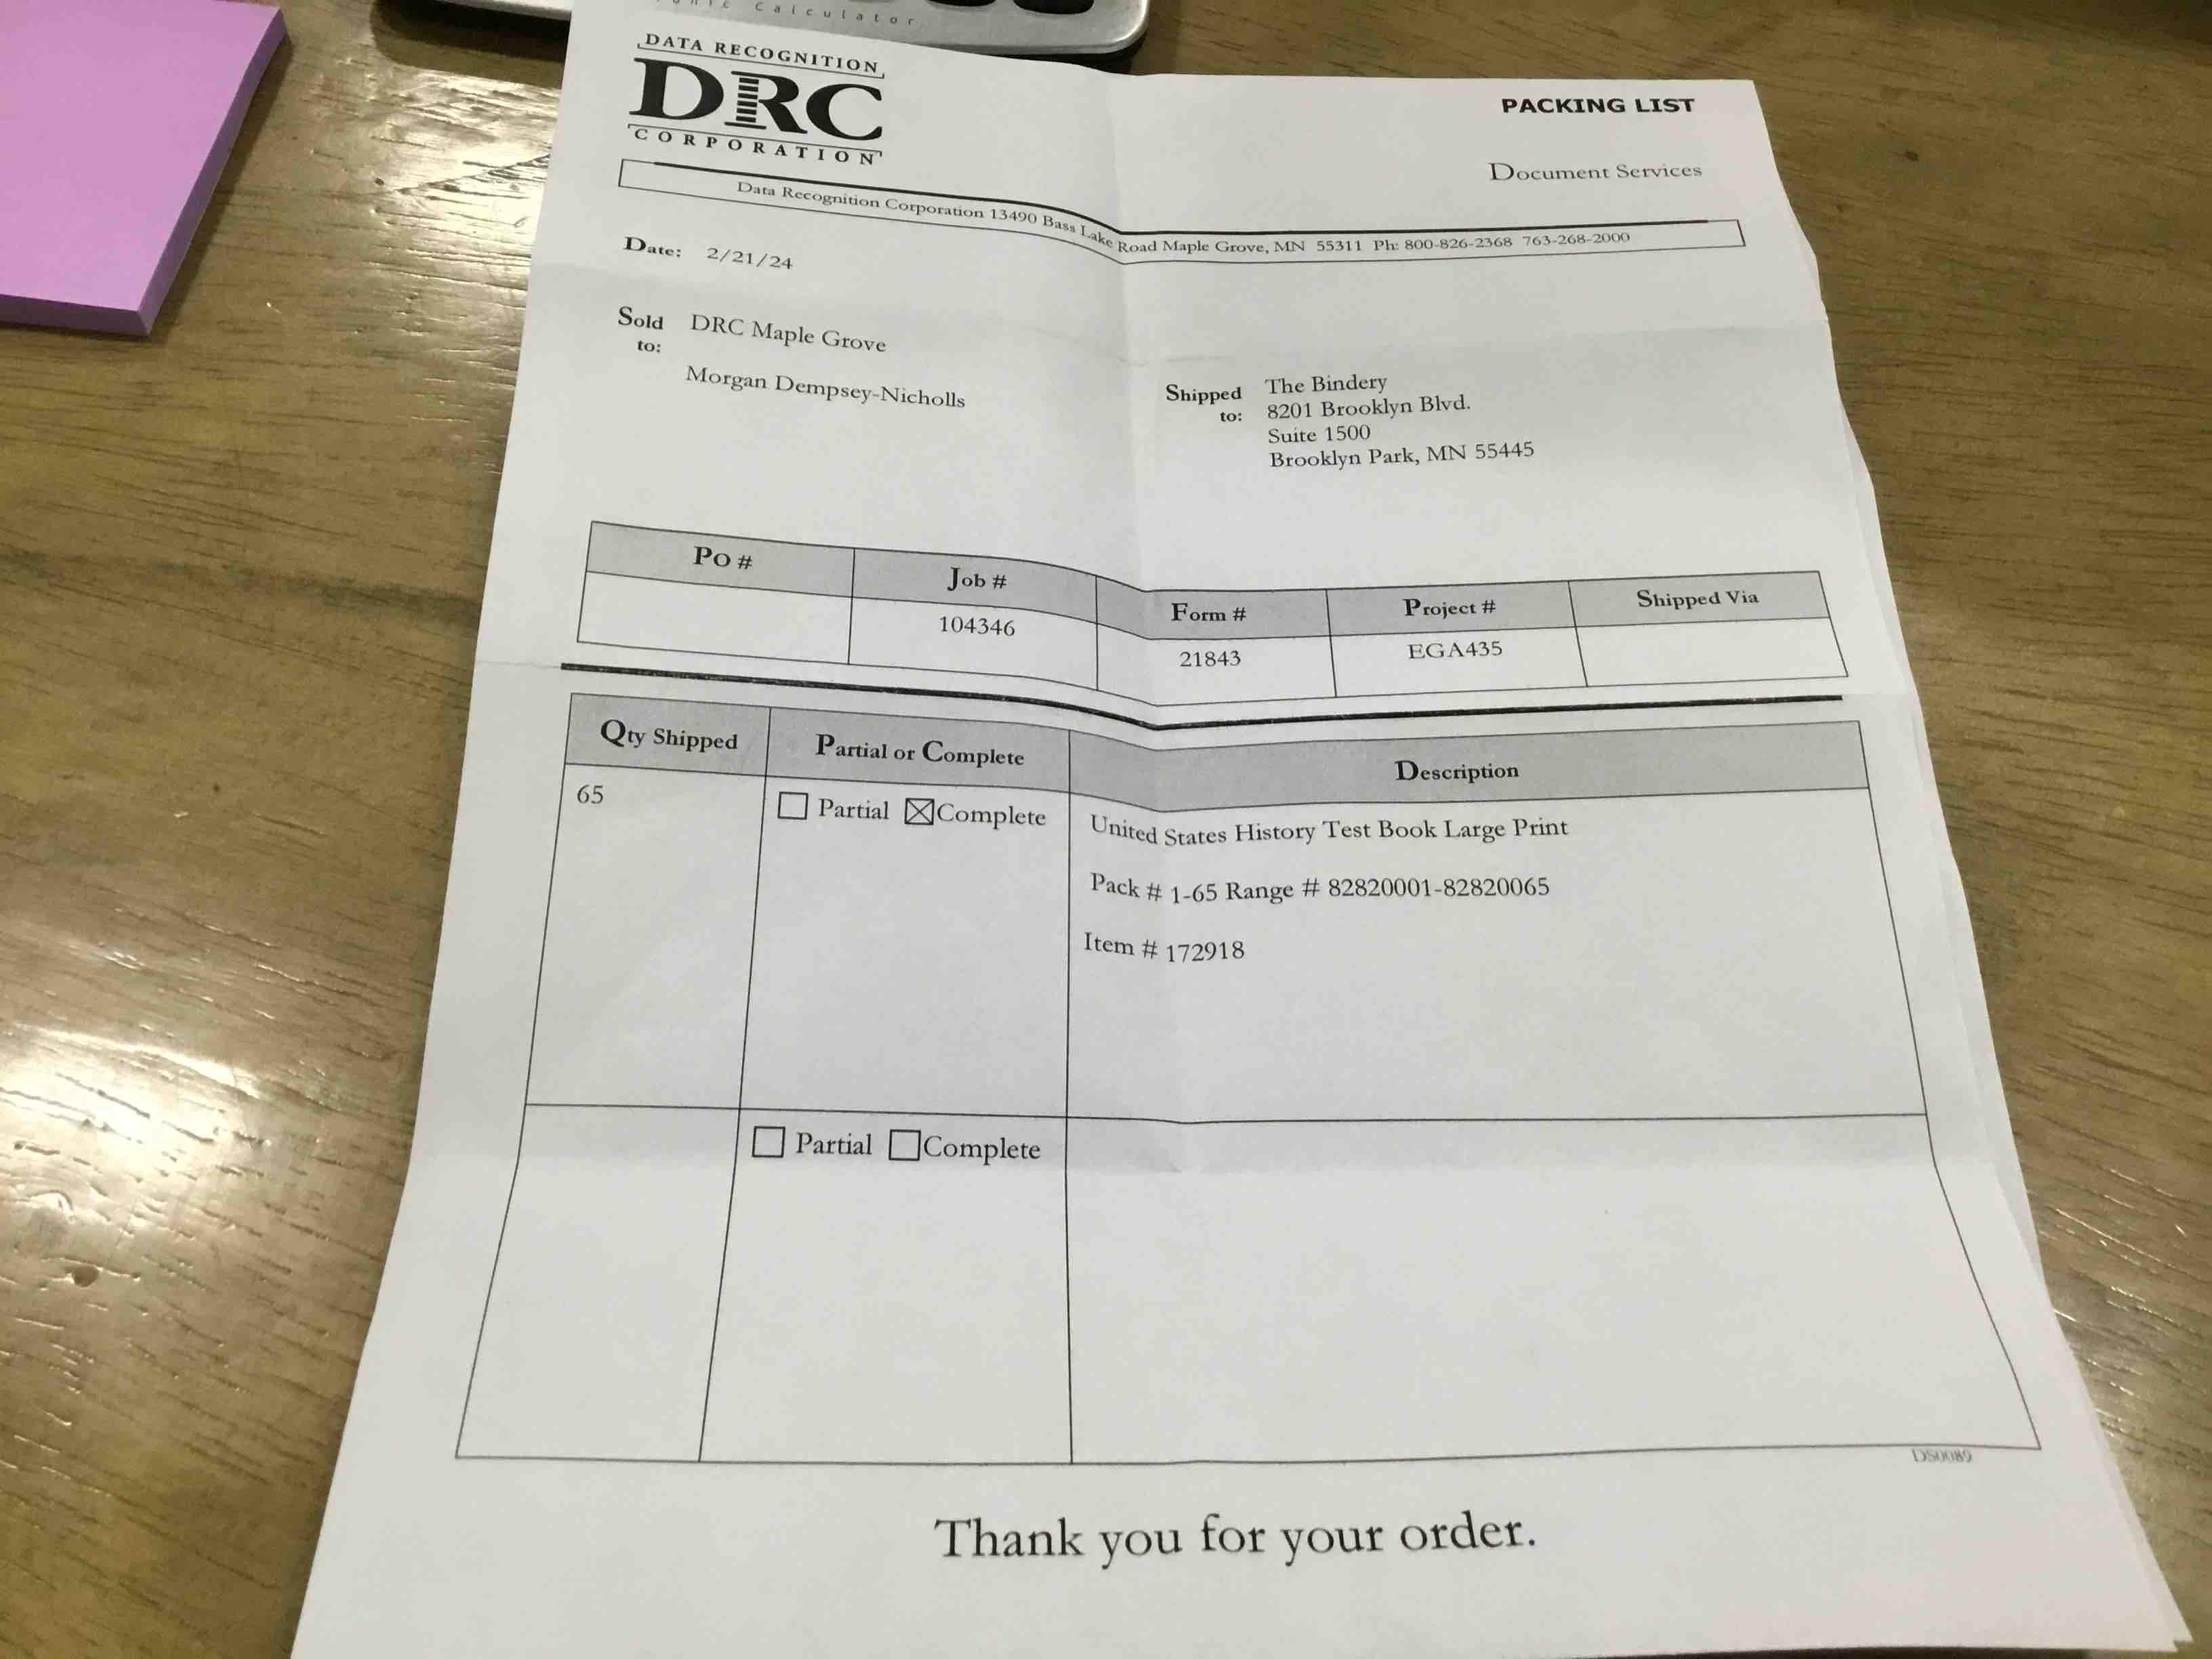 Calculator
DATA RECOGNITION
DRC
CORPORATION
PACKING LIST
Document Services
Data Recognition Corporation 13490 Bass Lake Road Maple Grove, MN 55311 Ph: 800-826-2368 763-268-2000
Date: 2/21/24
Sold to: DRC Maple Grove
Morgan Dempsey-Nicholls
Shipped to: The Bindery
8201 Brooklyn Blvd.
Suite 1500
Brooklyn Park, MN 55445
PO # Job # Form # Project # Shipped Via
104346 21843 EGA435
Qty Shipped Partial or Complete Description
65 ☐ Partial ☒ Complete United States History Test Book Large Print
Pack # 1-65 Range # 82820001-82820065
Item # 172918
☐ Partial ☐ Complete
DS0089
Thank you for your order.